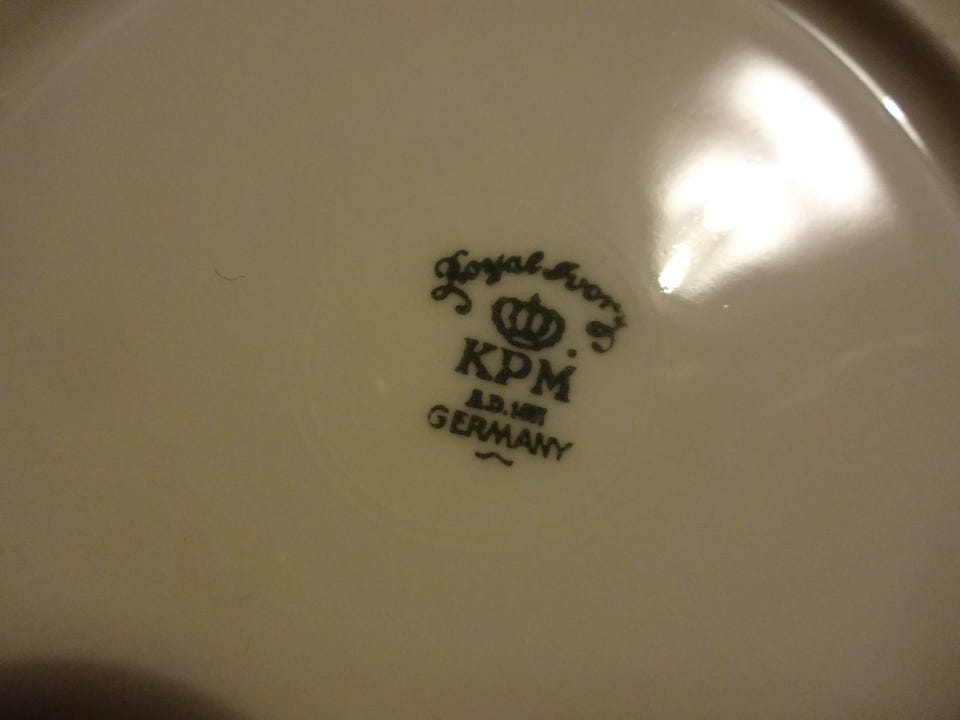 Royal Ivory
KPM
A.D.
GERMANY